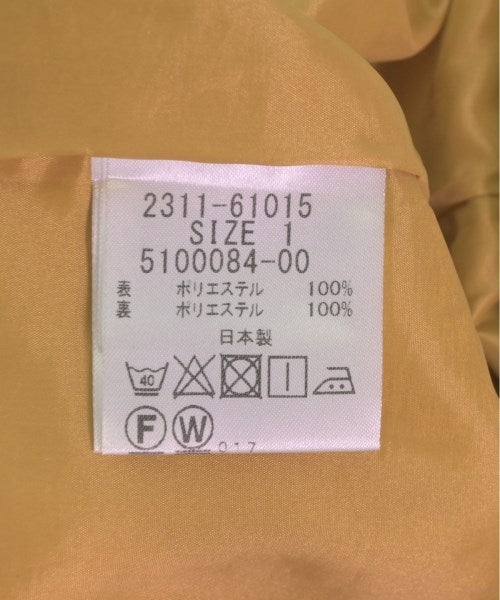 2311-61015
SIZE 1
5100084-00
表 ポリエステル 100%
裏 ポリエステル 100%
日本製
40
F W 017